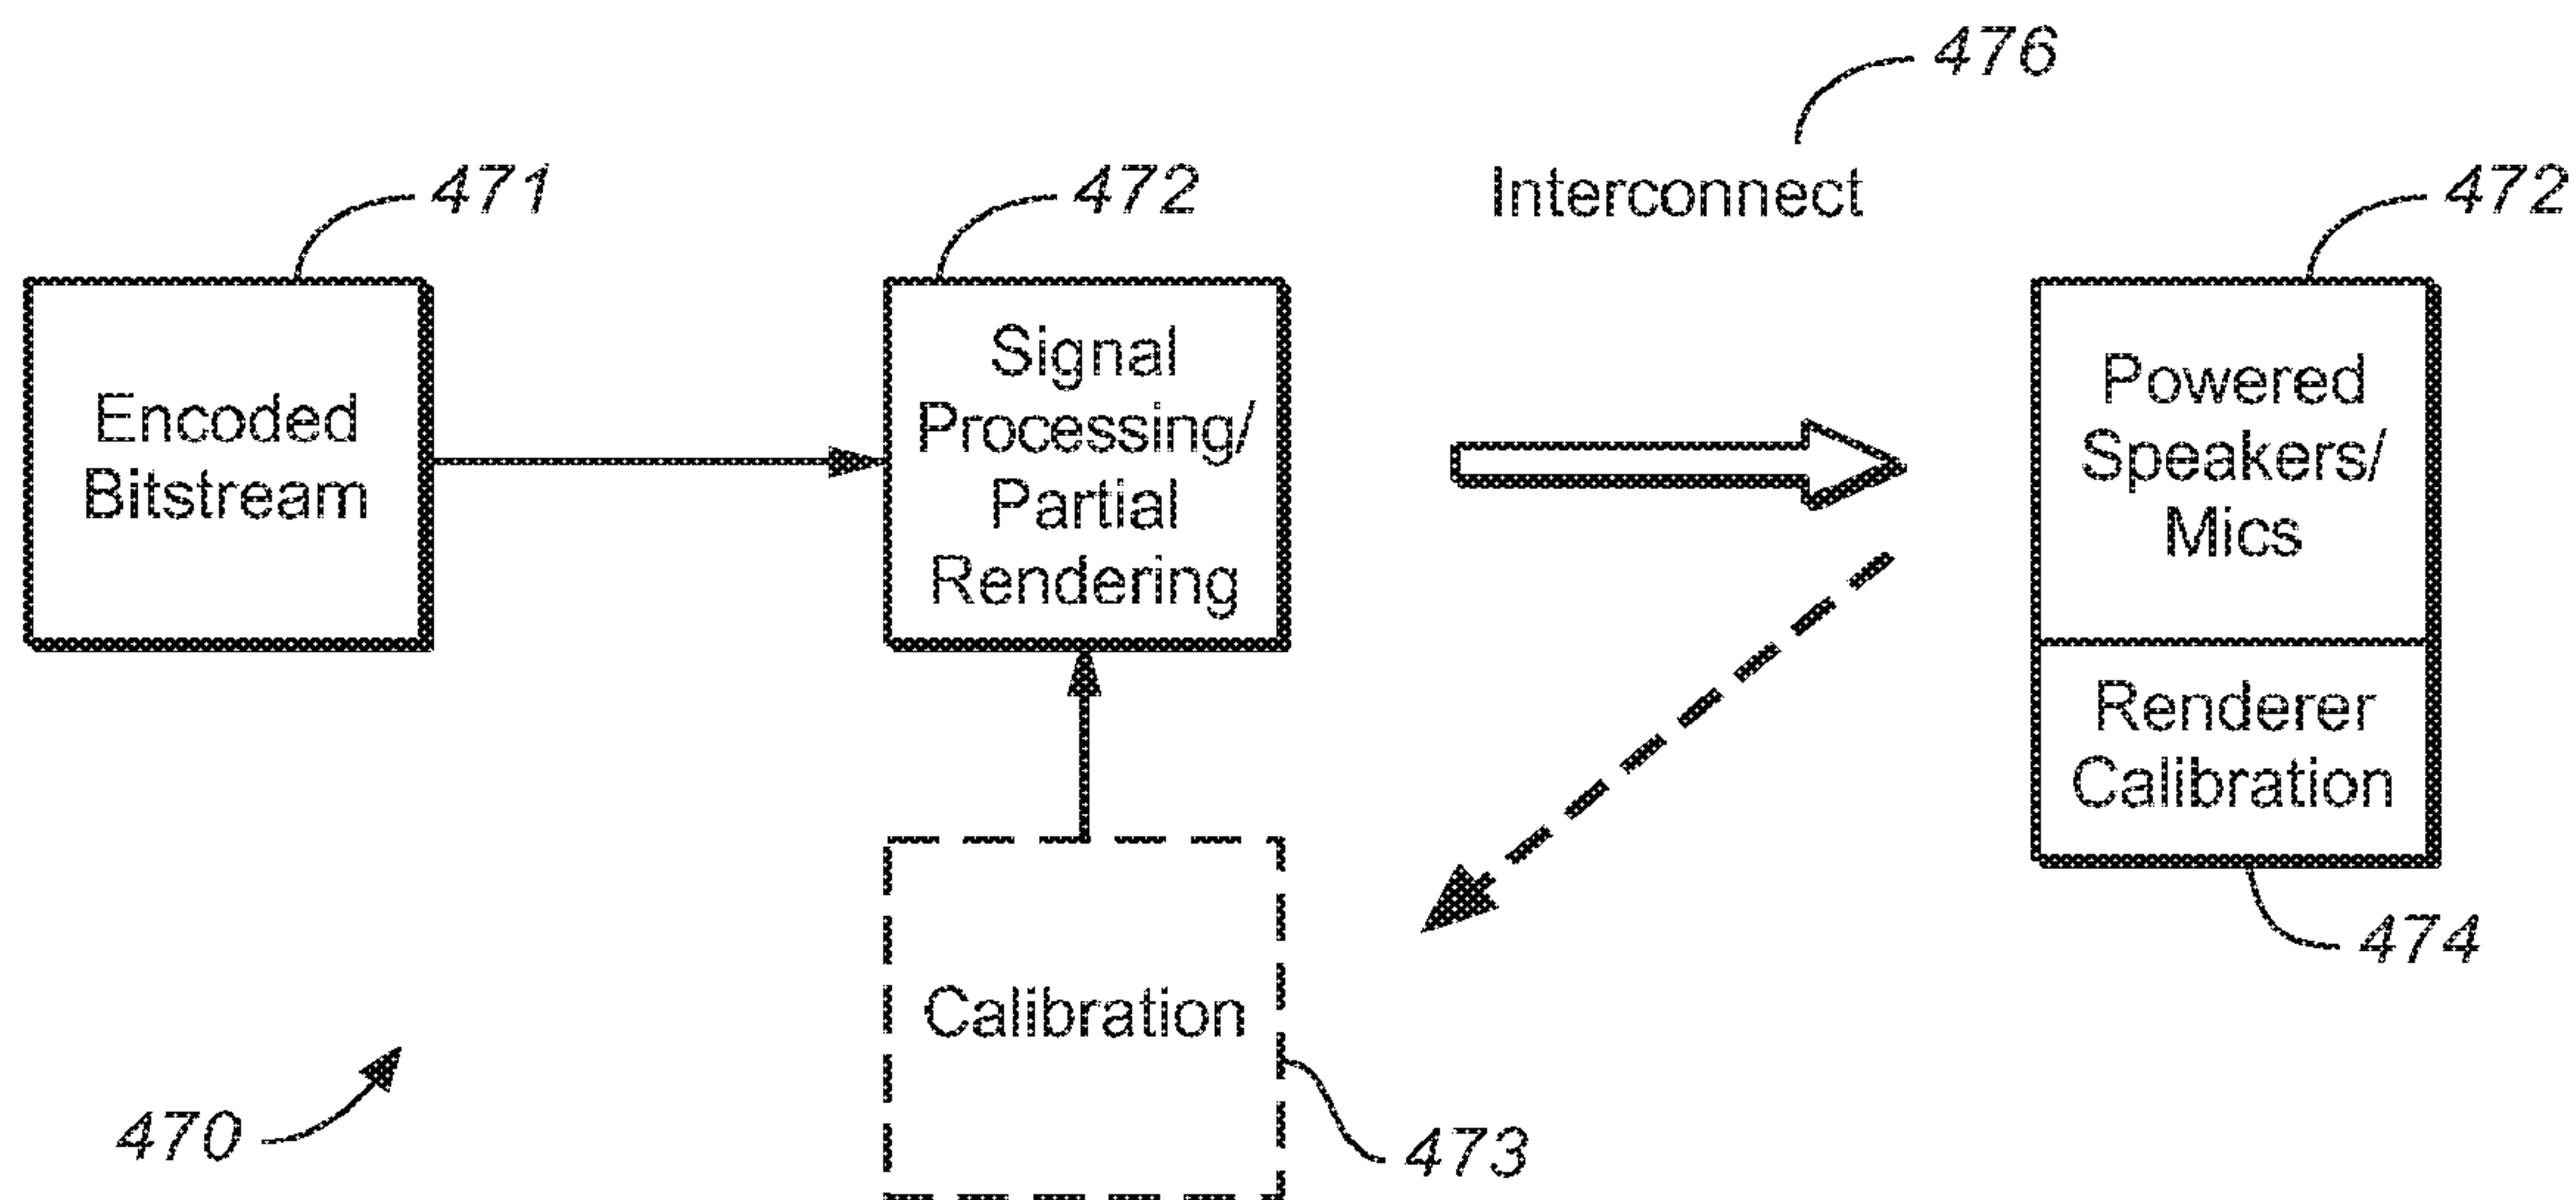 476
471
472
Interconnect
472
Encoded
Bitstream
Signal
Processing/
Partial
Rendering
Powered
Speakers/
Mics
Renderer
Calibration
474
Calibration
473
470